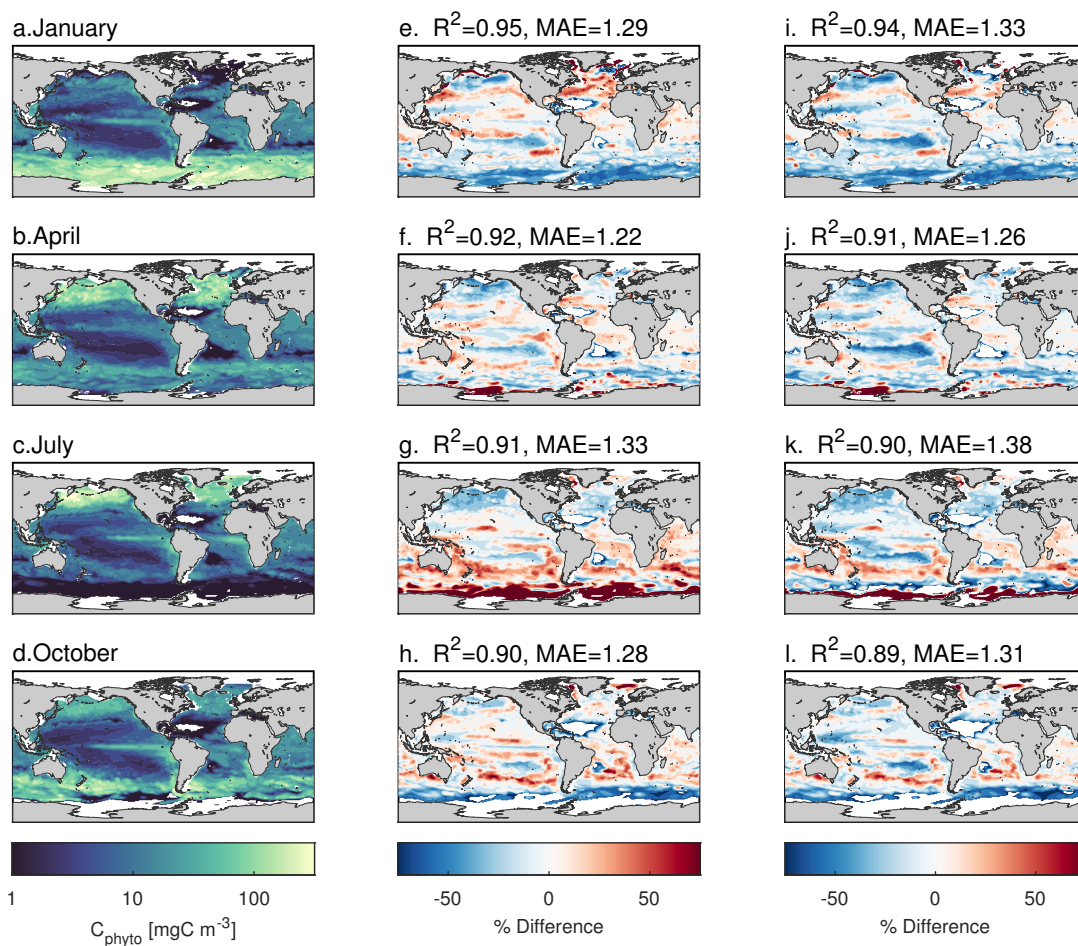 a.January
e. R²=0.95, MAE=1.29
i. R²=0.94, MAE=1.33
b.April
f. R²=0.92, MAE=1.22
j. R²=0.91, MAE=1.26
c.July
g. R²=0.91, MAE=1.33
k. R²=0.90, MAE=1.38
d.October
h. R²=0.90, MAE=1.28
l. R²=0.89, MAE=1.31
1 10 100
C_phyto [mgC m⁻³]
-50 0 50
% Difference
-50 0 50
% Difference